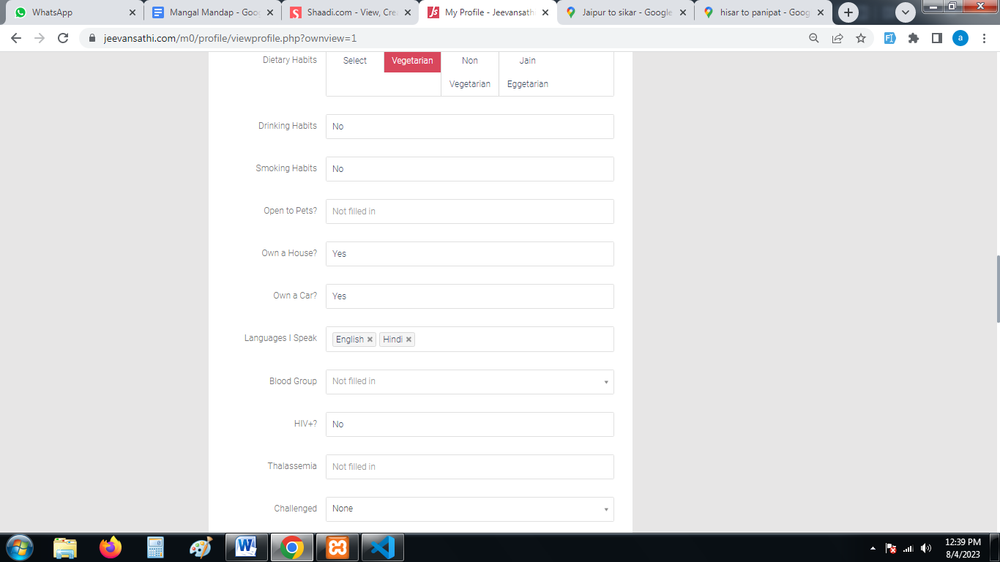 WhatsApp
Mangal Mandap - Goo
Shaadi.com - View, Cre
My Profile - Jeevansath
Jaipur to sikar - Google
hisar to panipat - Goog
jeevansathi.com/m0/profile/viewprofile.php?ownview=1
a
Dietary Habits
Select
Vegetarian
Non
Jain
Vegetarian
Eggetarian
Drinking Habits
No
Smoking Habits
No
Open to Pets?
Not filled in
Own a House?
Yes
Own a Car?
Yes
Languages I Speak
English
Hindi
Blood Group
Not filled in
HIV+?
No
Thalassemia
Not filled in
Challenged
None
12:39 PM
8/4/2023